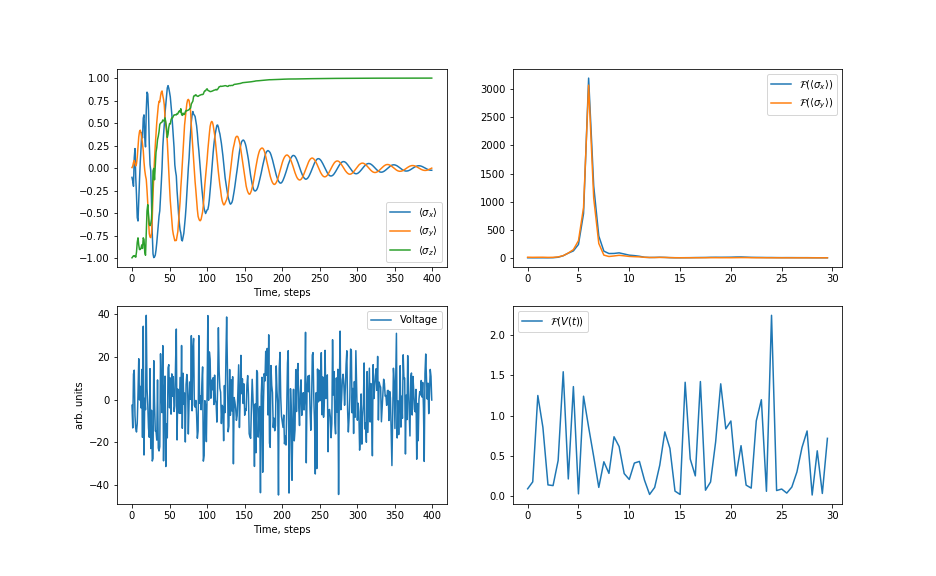 1.00
0.75
0.50
0.25
0.00
−0.25
−0.50
−0.75
−1.00
⟨σx⟩
⟨σy⟩
⟨σz⟩
0 50 100 150 200 250 300 350 400
Time, steps
3000
2500
2000
1500
1000
500
0
ℱ(⟨σx⟩)
ℱ(⟨σy⟩)
0 5 10 15 20 25 30
40
20
0
−20
−40
arb. units
Voltage
0 50 100 150 200 250 300 350 400
Time, steps
2.0
1.5
1.0
0.5
0.0
ℱ(V(t))
0 5 10 15 20 25 30